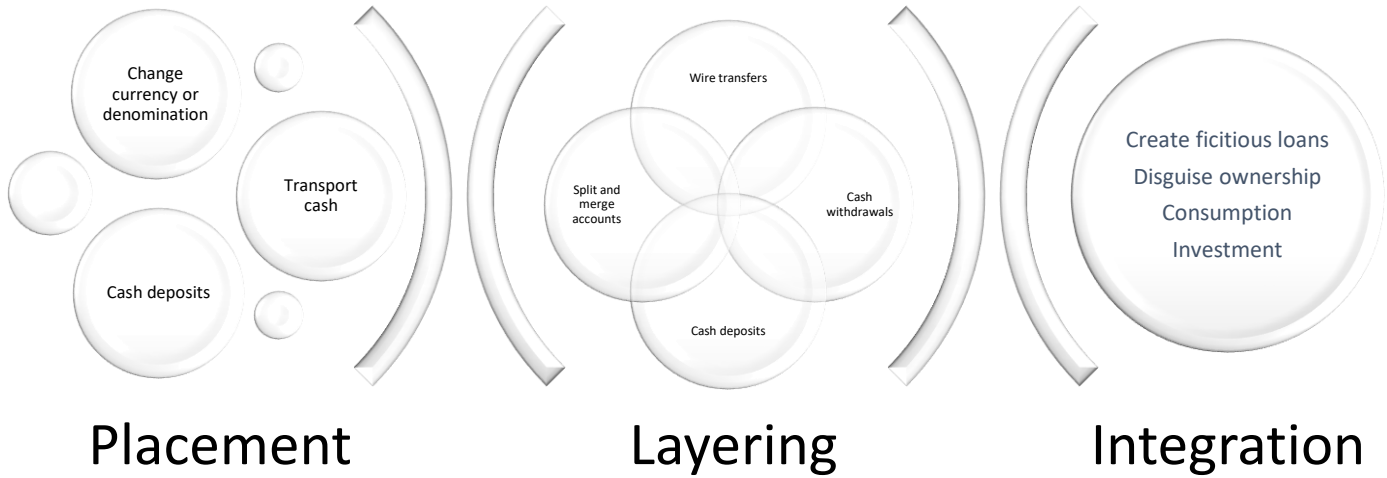 Change
currency or
denomination
Transport
cash
Cash deposits
Placement
Wire transfers
Split and
merge
accounts
Cash
withdrawals
Cash deposits
Layering
Create ficitious loans
Disguise ownership
Consumption
Investment
Integration